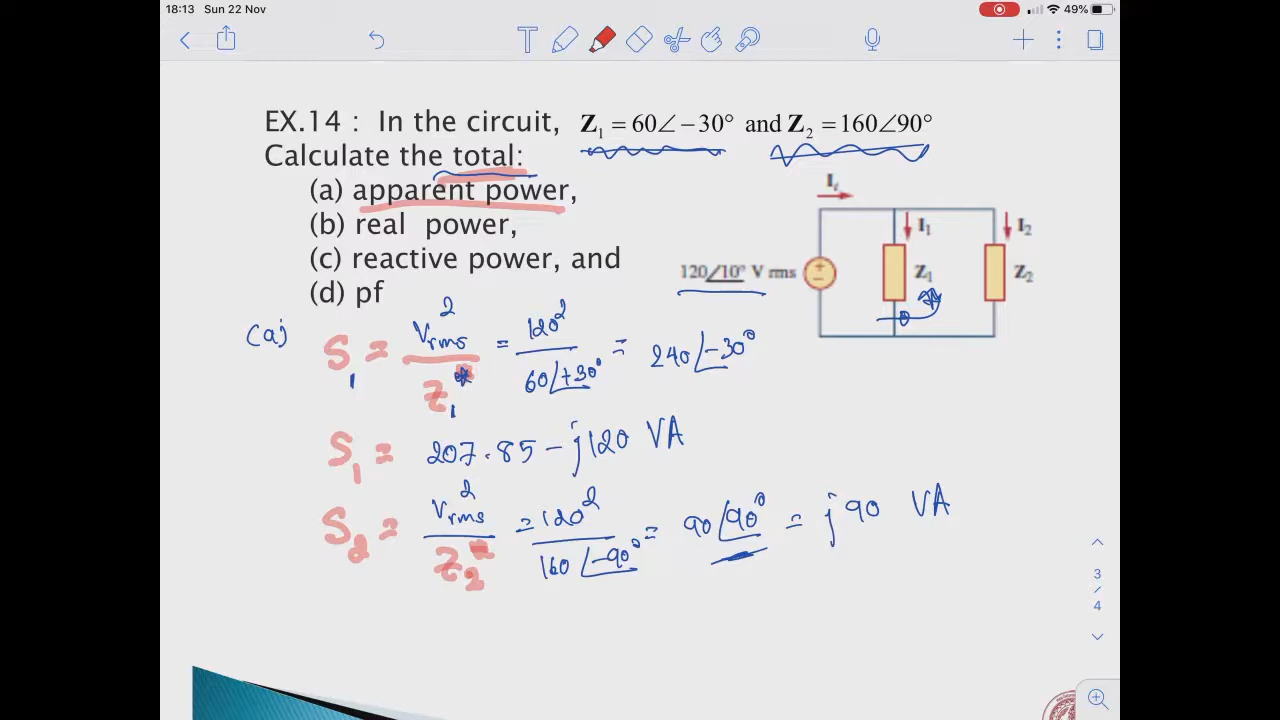 18:13 Sun 22 Nov
49%
EX.14 : In the circuit, Z₁ = 60∠−30° and Z₂ = 160∠90°
Calculate the total:
(a) apparent power,
(b) real power,
(c) reactive power, and
(d) pf
Iₜ
I₁
I₂
120∠10° V rms
+
−
Z₁
Z₂
(a) S₁ = Vrms² / Z₁* = 120² / 60∠+30° = 240∠−30°
S₁ = 207.85 − j120 VA
S₂ = Vrms² / Z₂* = 120² / 160∠−90° = 90∠90° = j90 VA
3
/
4